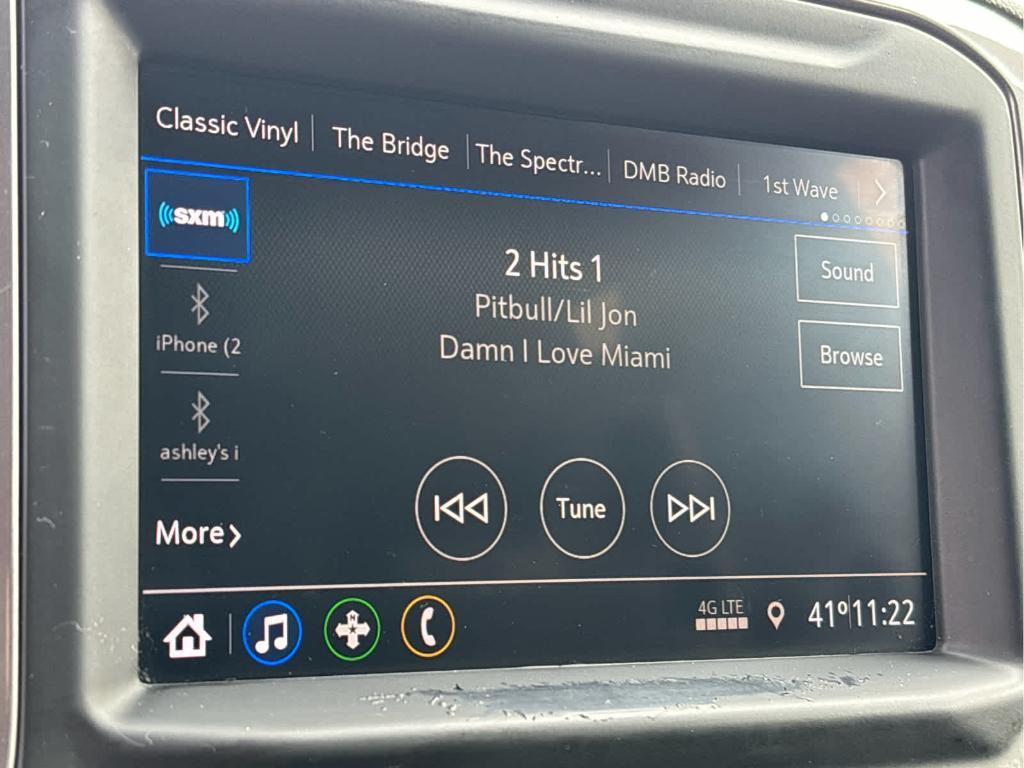 Classic Vinyl
The Bridge
The Spectr...
DMB Radio
1st Wave
((sxm))
2 Hits 1
Pitbull/Lil Jon
Damn I Love Miami
Sound
Browse
iPhone (2
ashley's i
More
Tune
N
4G LTE
41° 11:22